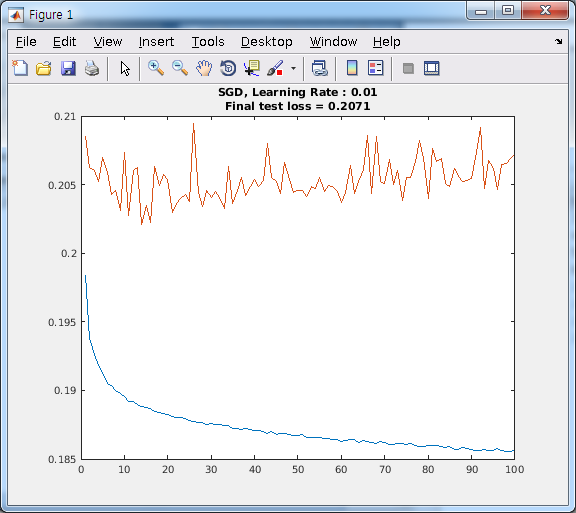 Figure 1
File Edit View Insert Tools Desktop Window Help
SGD, Learning Rate : 0.01
Final test loss = 0.2071
0.21
0.205
0.2
0.195
0.19
0.185
0 10 20 30 40 50 60 70 80 90 100